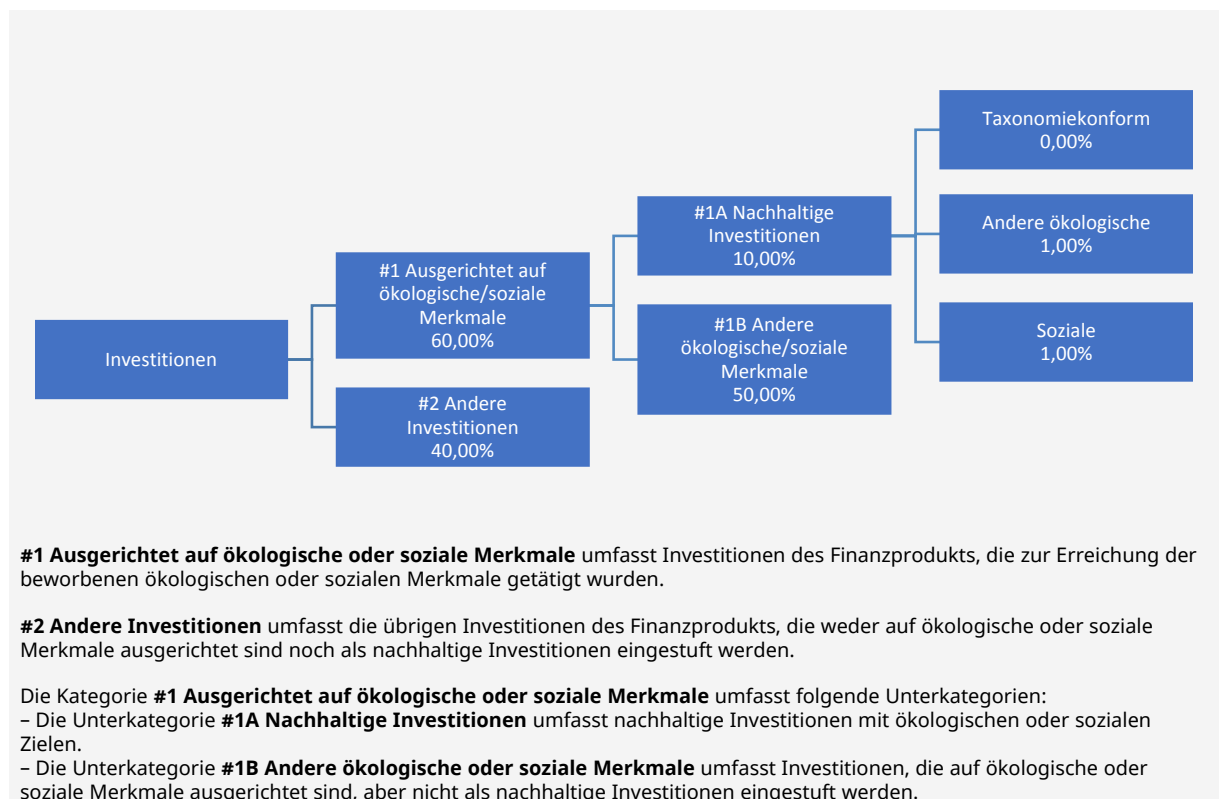 Taxonomiekonform
0,00%
#1A Nachhaltige
Investitionen
10,00%
Andere ökologische
1,00%
#1 Ausgerichtet auf
ökologische/soziale
Merkmale
60,00%
#1B Andere
ökologische/soziale
Merkmale
50,00%
Soziale
1,00%
Investitionen
#2 Andere
Investitionen
40,00%
#1 Ausgerichtet auf ökologische oder soziale Merkmale umfasst Investitionen des Finanzprodukts, die zur Erreichung der
beworbenen ökologischen oder sozialen Merkmale getätigt wurden.
#2 Andere Investitionen umfasst die übrigen Investitionen des Finanzprodukts, die weder auf ökologische oder soziale
Merkmale ausgerichtet sind noch als nachhaltige Investitionen eingestuft werden.
Die Kategorie #1 Ausgerichtet auf ökologische oder soziale Merkmale umfasst folgende Unterkategorien:
– Die Unterkategorie #1A Nachhaltige Investitionen umfasst nachhaltige Investitionen mit ökologischen oder sozialen
Zielen.
– Die Unterkategorie #1B Andere ökologische oder soziale Merkmale umfasst Investitionen, die auf ökologische oder
soziale Merkmale ausgerichtet sind, aber nicht als nachhaltige Investitionen eingestuft werden.